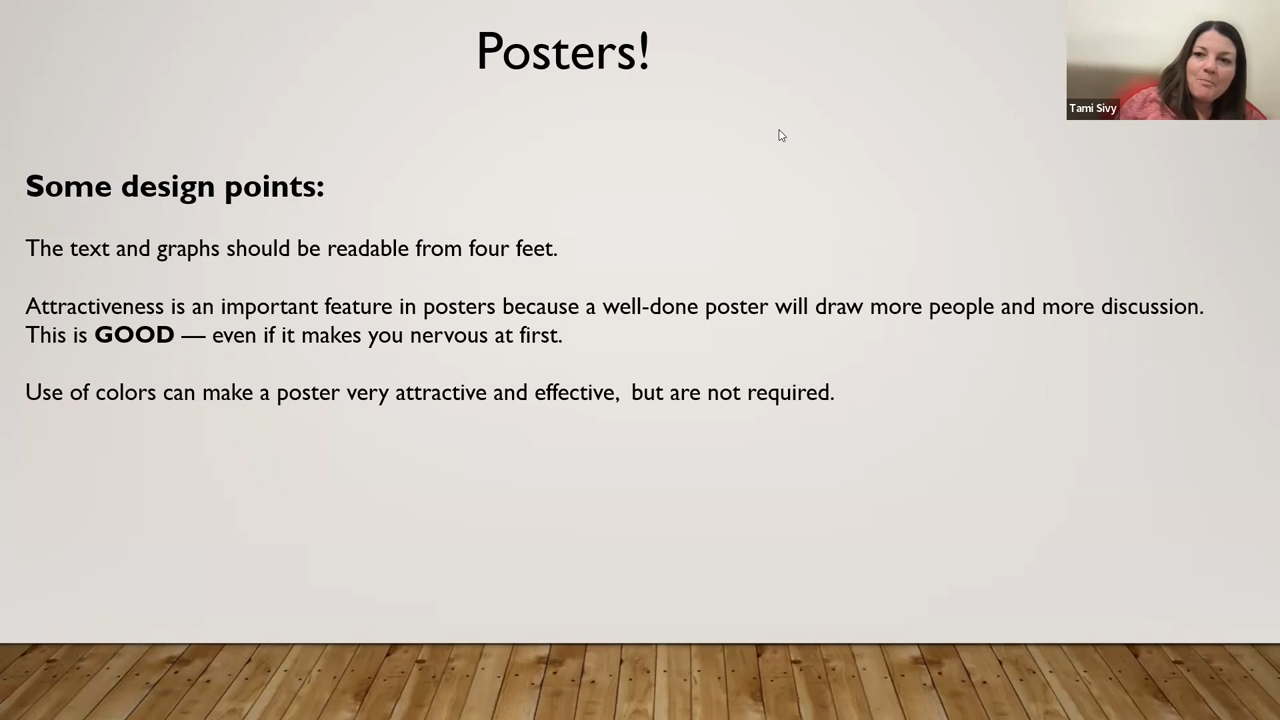 Posters!
Tami Sivy
Some design points:
The text and graphs should be readable from four feet.
Attractiveness is an important feature in posters because a well-done poster will draw more people and more discussion.
This is GOOD — even if it makes you nervous at first.
Use of colors can make a poster very attractive and effective,  but are not required.